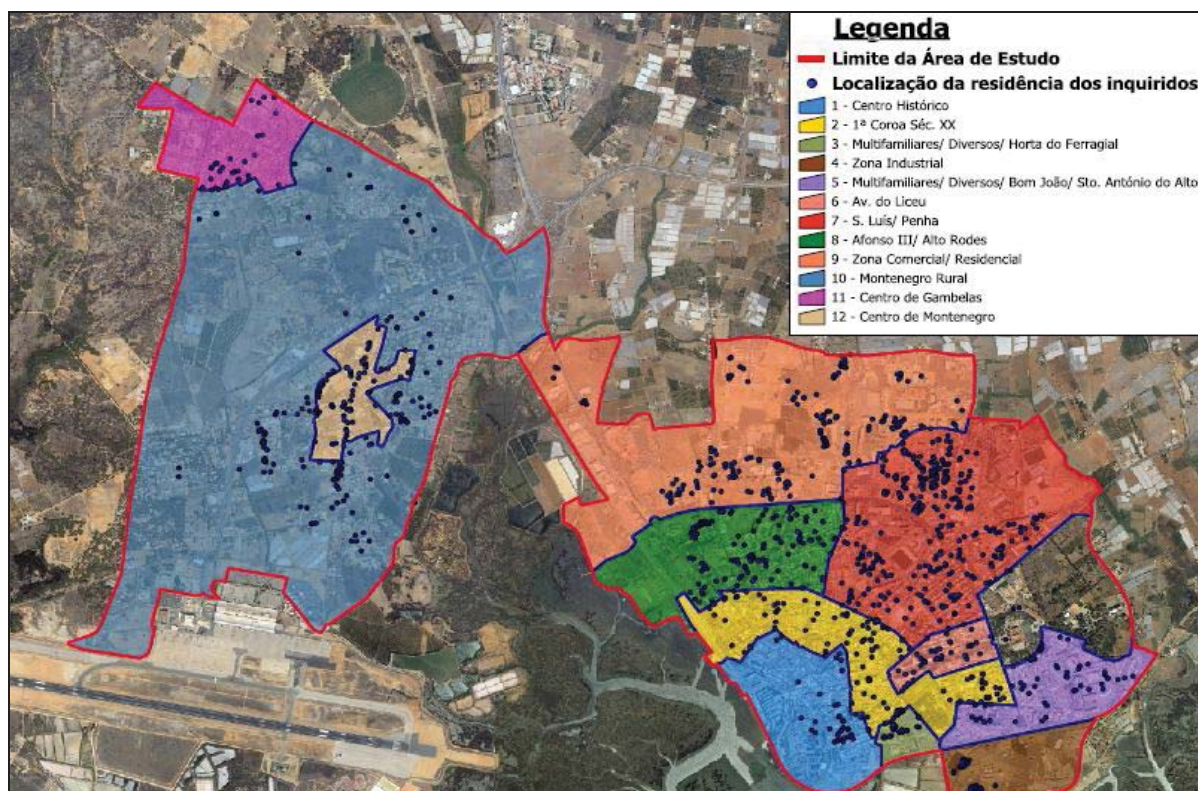 Legenda
Limite da Área de Estudo
Localização da residência dos inquiridos
1 - Centro Histórico
2 - 1ª Coroa Séc. XX
3 - Multifamiliares/ Diversos/ Horta do Ferragial
4 - Zona Industrial
5 - Multifamiliares/ Diversos/ Bom João/ Sto. António do Alto
6 - Av. do Liceu
7 - S. Luís/ Penha
8 - Afonso III/ Alto Rodes
9 - Zona Comercial/ Residencial
10 - Montenegro Rural
11 - Centro de Gambelas
12 - Centro de Montenegro